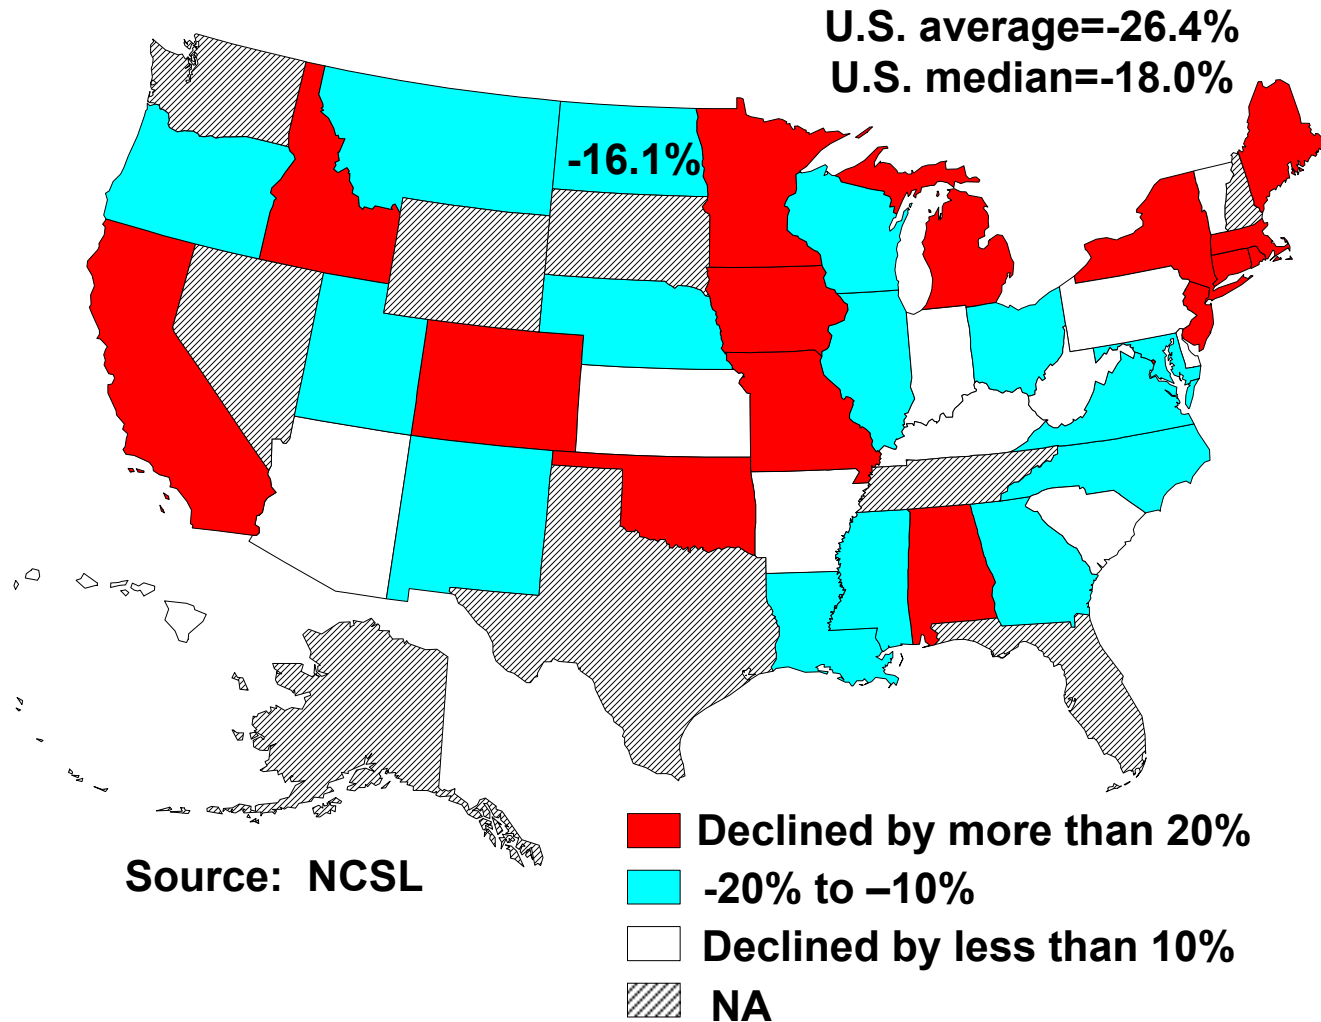 U.S. average=-26.4%
U.S. median=-18.0%
-16.1%
Declined by more than 20%
Source:  NCSL
-20% to –10%
Declined by less than 10%
NA